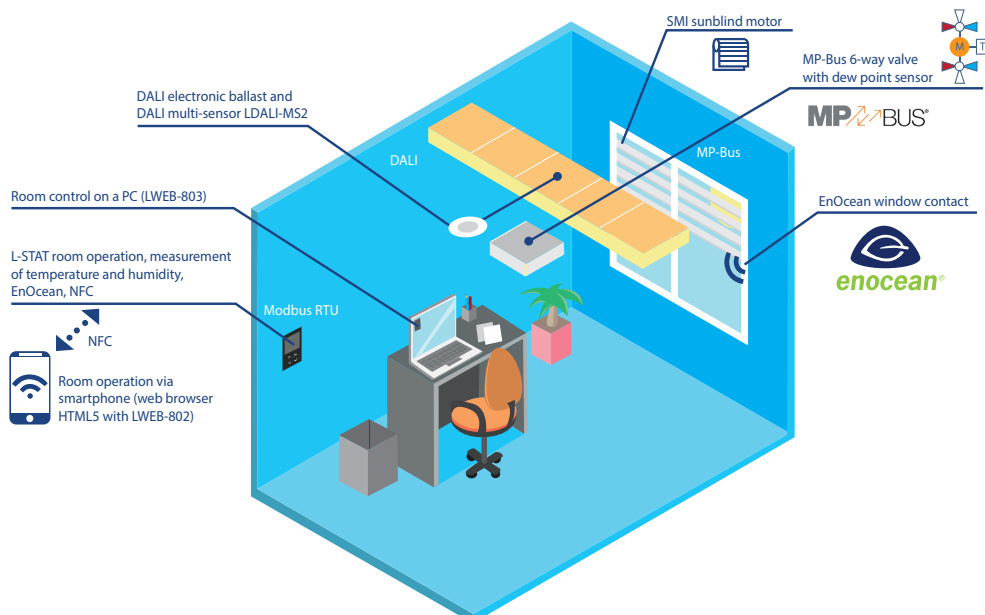 SMI sunblind motor
M
T
MP-Bus 6-way valve
with dew point sensor
MP BUS®
DALI electronic ballast and
DALI multi-sensor LDALI-MS2
DALI
MP-Bus
Room control on a PC (LWEB-803)
EnOcean window contact
enocean®
L-STAT room operation, measurement
of temperature and humidity,
EnOcean, NFC
Modbus RTU
NFC
Room operation via
smartphone (web browser
HTML5 with LWEB-802)